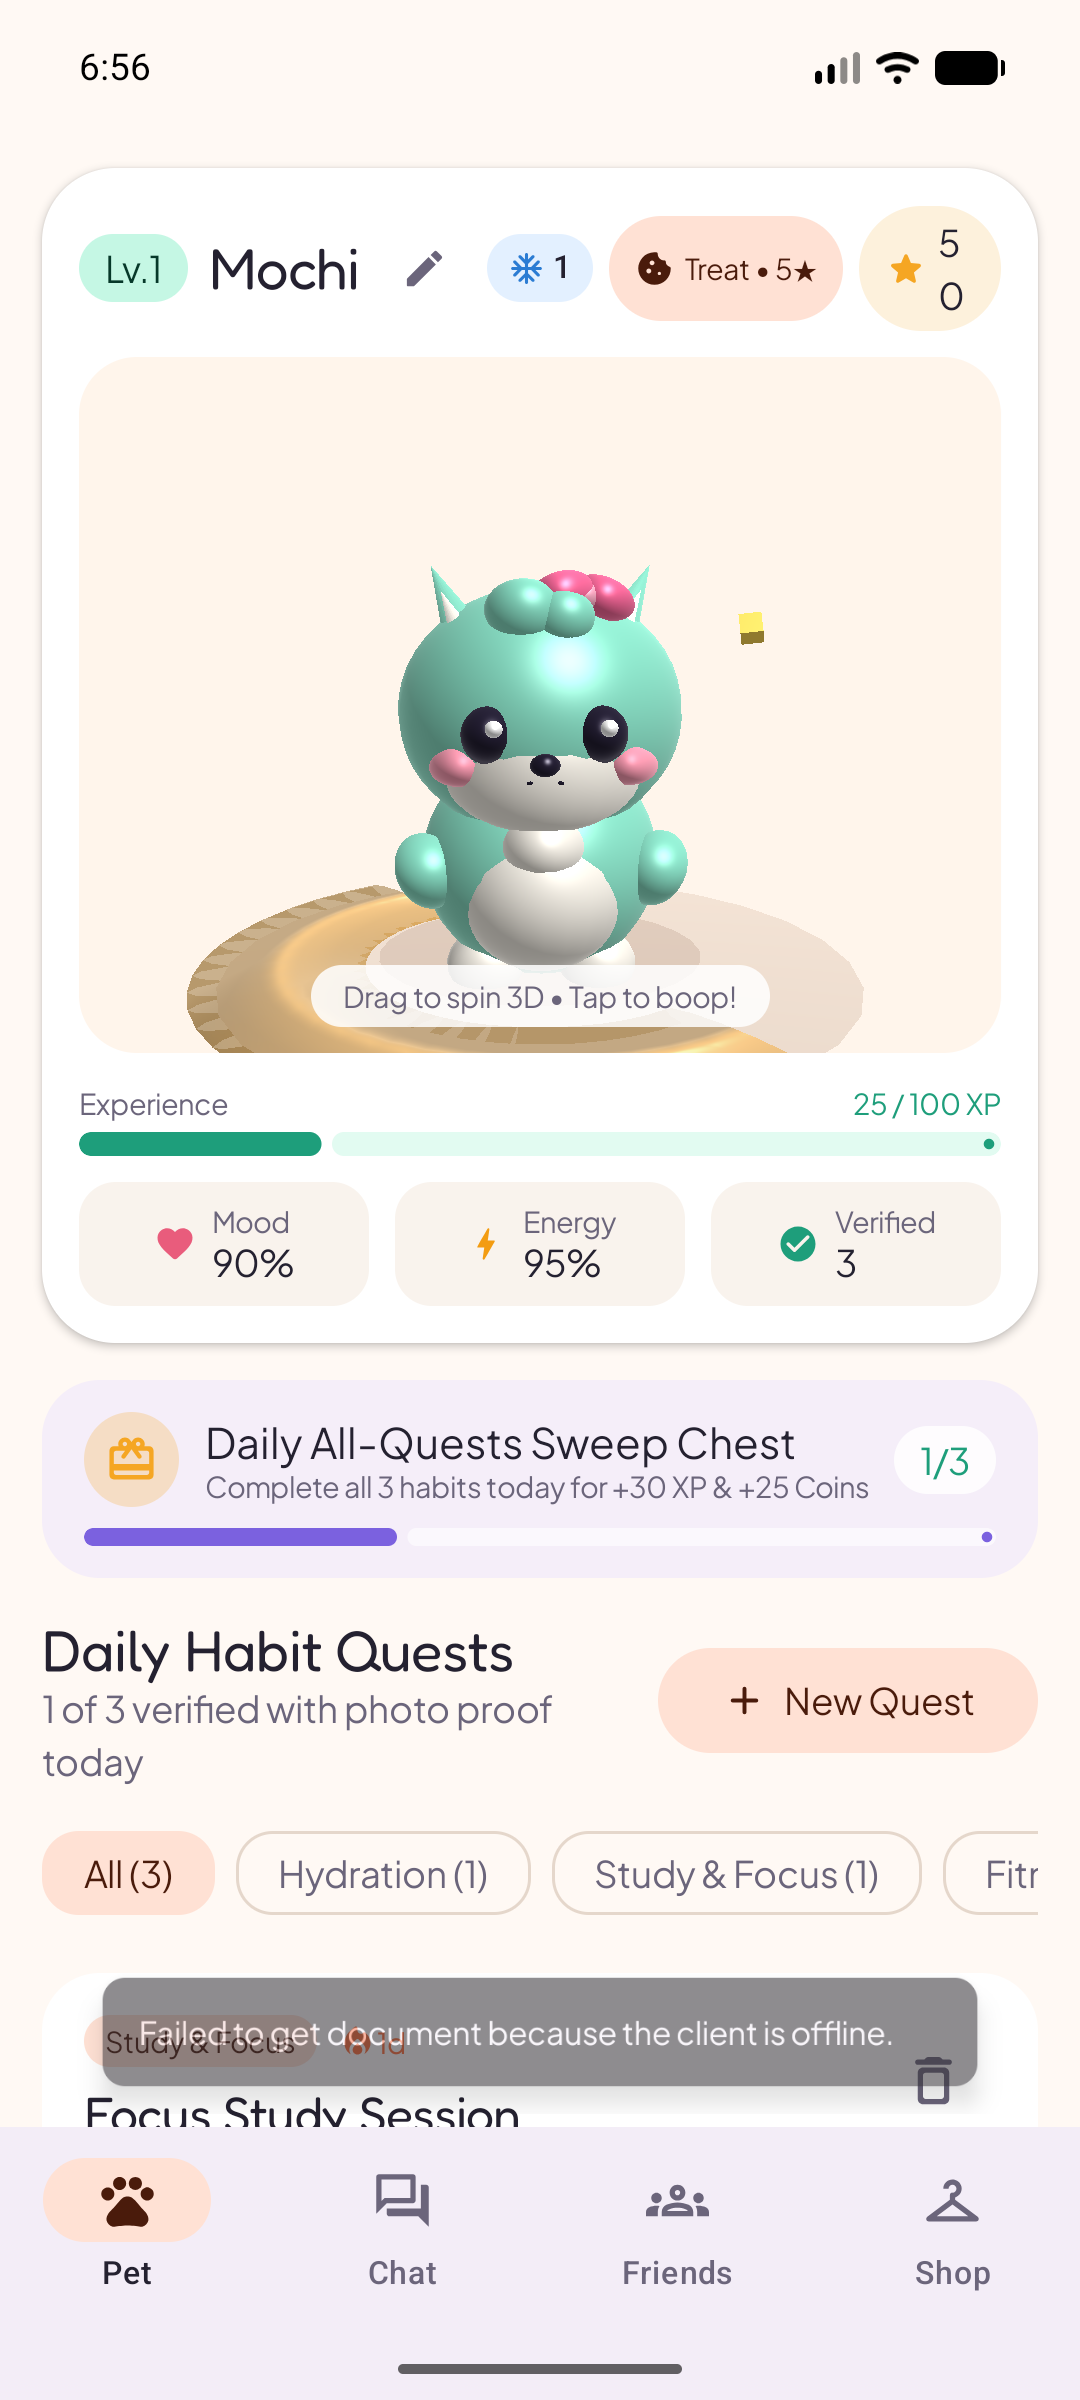 6:56
Lv.1 Mochi 1 Treat • 5★ 5
0
Drag to spin 3D • Tap to boop!
Experience 25 / 100 XP
Mood
90%
Energy
95%
Verified
3
Daily All-Quests Sweep Chest
Complete all 3 habits today for +30 XP & +25 Coins
1/3
Daily Habit Quests
1 of 3 verified with photo proof
today
New Quest
All (3) Hydration (1) Study & Focus (1) Fitn
Study & Focus 1d
Failed to get document because the client is offline.
Focus Study Session
Pet Chat Friends Shop